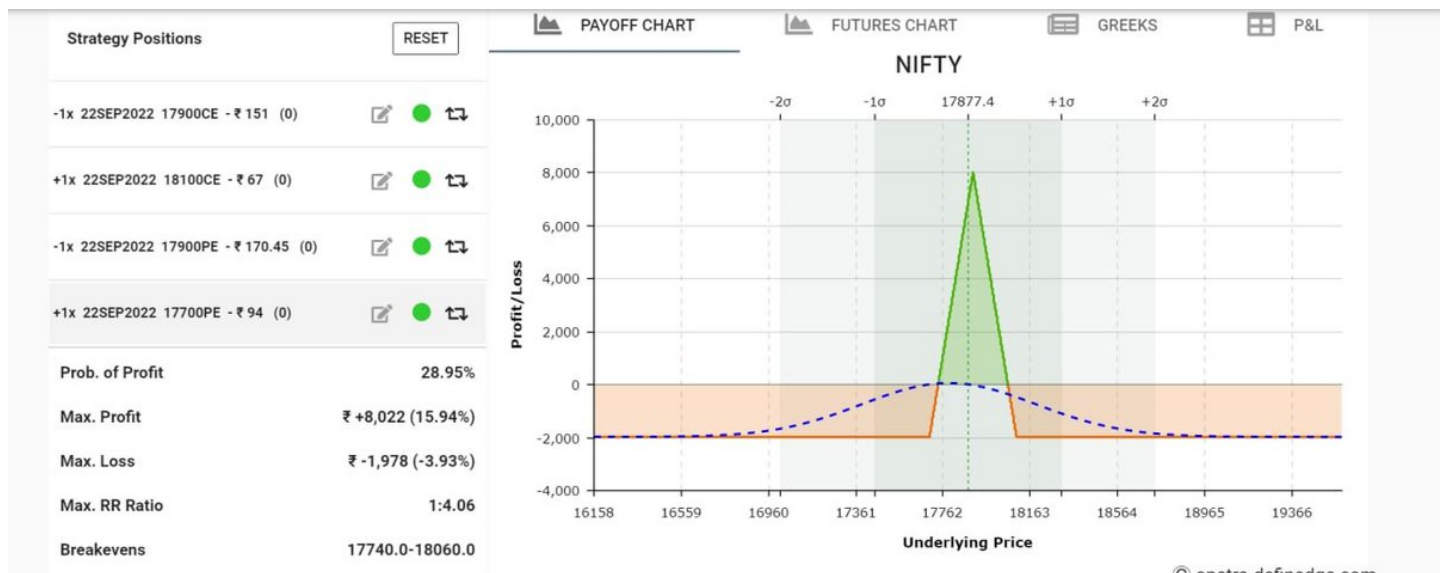 Strategy Positions
RESET
-1x 22SEP2022 17900CE - ₹ 151 (0)
+1x 22SEP2022 18100CE - ₹ 67 (0)
-1x 22SEP2022 17900PE - ₹ 170.45 (0)
+1x 22SEP2022 17700PE - ₹ 94 (0)
Prob. of Profit 28.95%
Max. Profit ₹ +8,022 (15.94%)
Max. Loss ₹ -1,978 (-3.93%)
Max. RR Ratio 1:4.06
Breakevens 17740.0-18060.0
PAYOFF CHART FUTURES CHART GREEKS P&L
NIFTY
-2σ -1σ 17877.4 +1σ +2σ
10,000
8,000
6,000
4,000
2,000
0
-2,000
-4,000
Profit/Loss
16158 16559 16960 17361 17762 18163 18564 18965 19366
Underlying Price